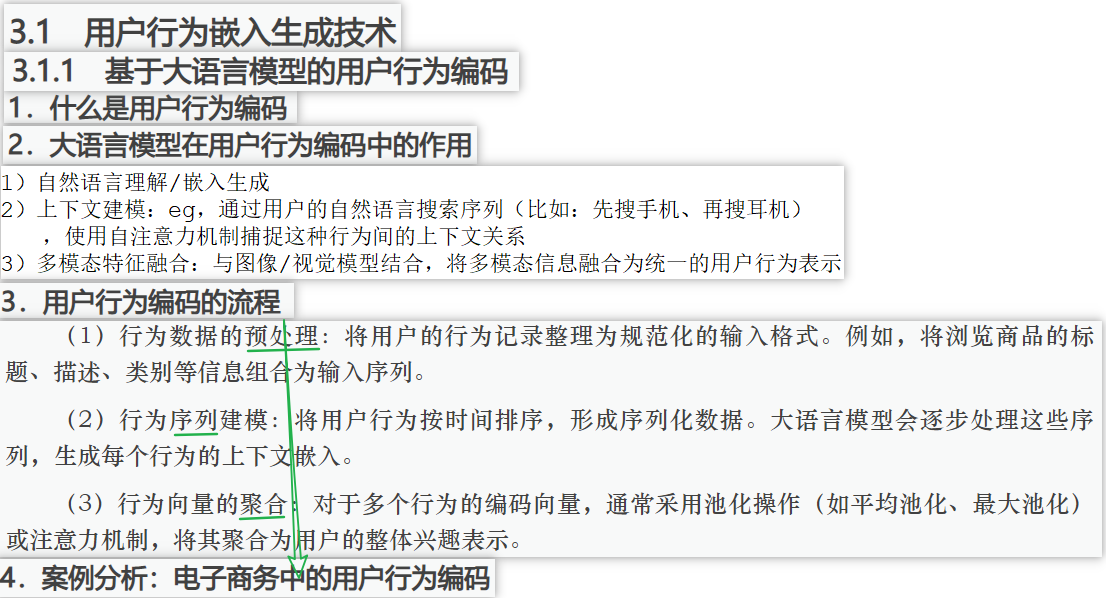 3.1 用户行为嵌入生成技术
3.1.1 基于大语言模型的用户行为编码
1．什么是用户行为编码
2．大语言模型在用户行为编码中的作用
1）自然语言理解/嵌入生成
2）上下文建模：eg，通过用户的自然语言搜索序列（比如：先搜手机、再搜耳机）
，使用自注意力机制捕捉这种行为间的上下文关系
3）多模态特征融合：与图像/视觉模型结合，将多模态信息融合为统一的用户行为表示
3．用户行为编码的流程
（1）行为数据的预处理：将用户的行为记录整理为规范化的输入格式。例如，将浏览商品的标
题、描述、类别等信息组合为输入序列。
（2）行为序列建模：将用户行为按时间排序，形成序列化数据。大语言模型会逐步处理这些序
列，生成每个行为的上下文嵌入。
（3）行为向量的聚合：对于多个行为的编码向量，通常采用池化操作（如平均池化、最大池化）
或注意力机制，将其聚合为用户的整体兴趣表示。
4．案例分析：电子商务中的用户行为编码